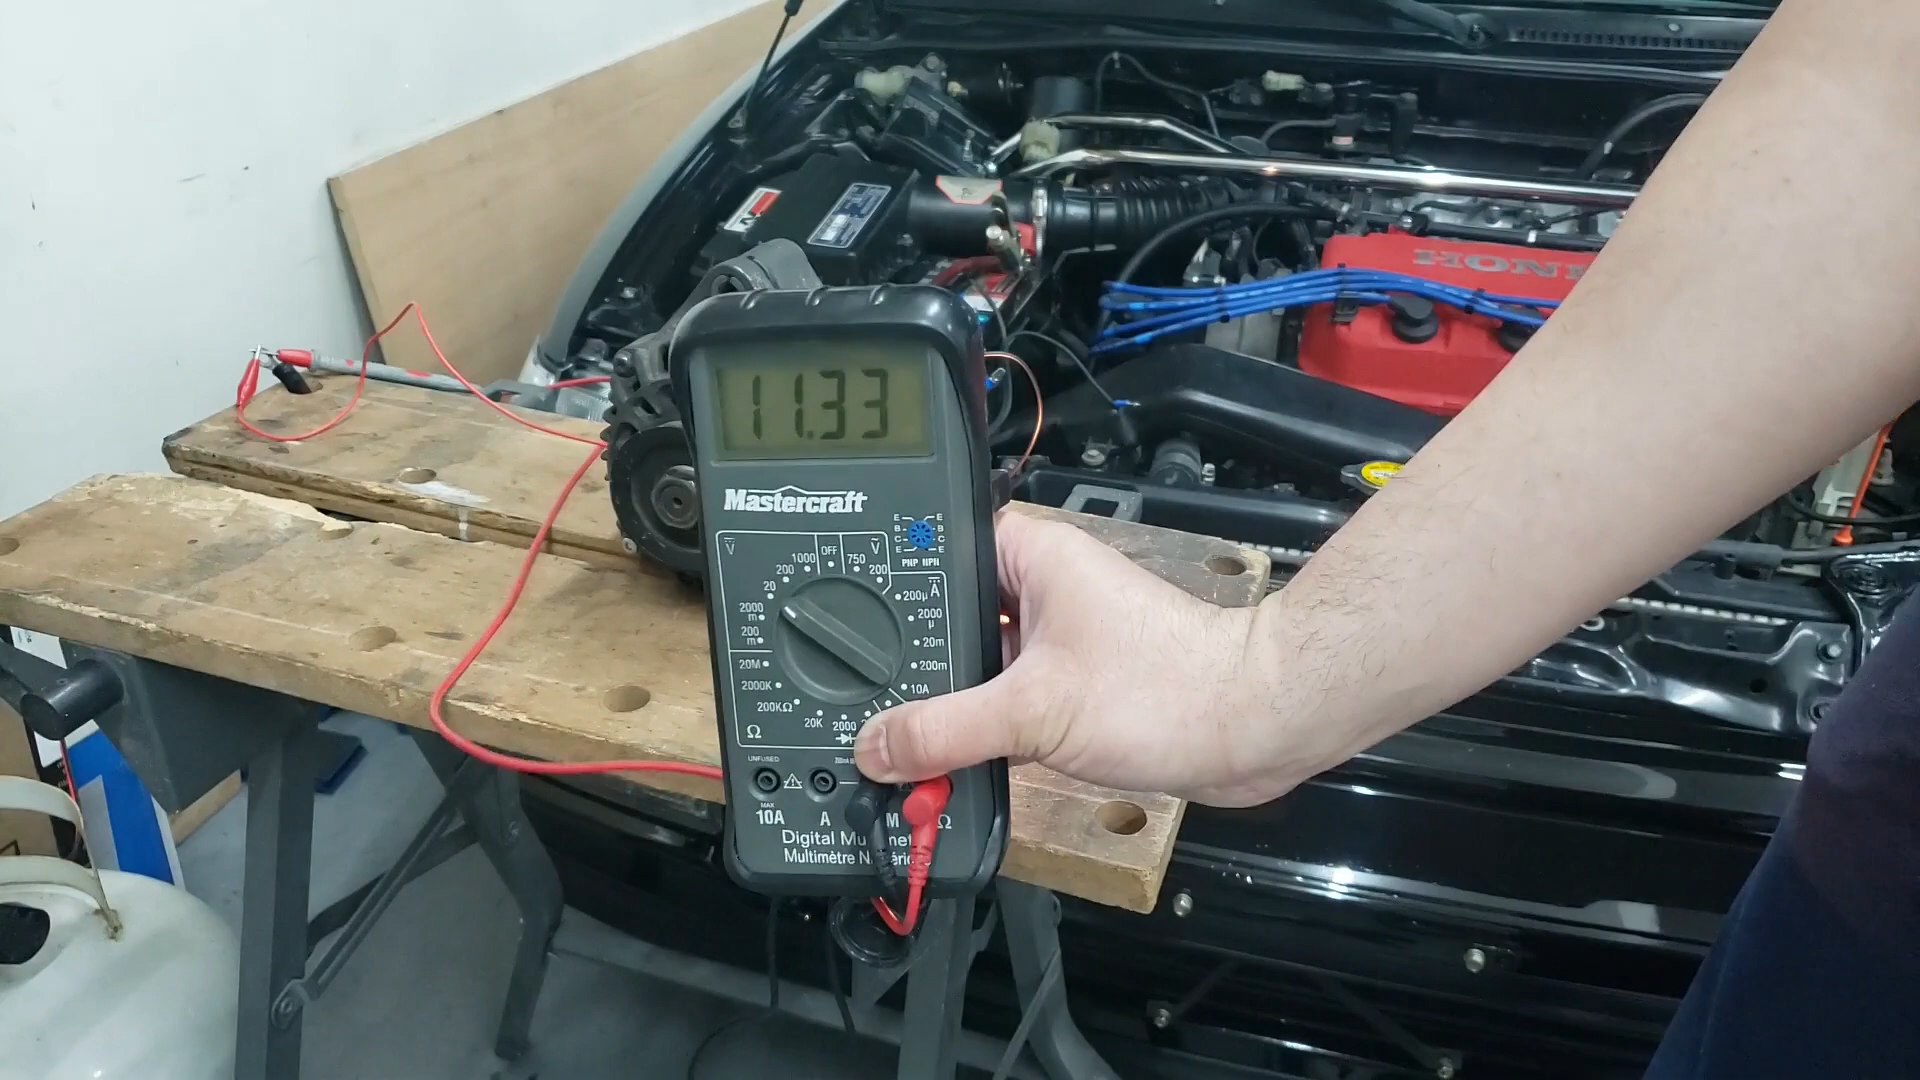 11.33
Mastercraft
HON
E E
B B
C C
E E
PNP NPN
V
1000
OFF
750
V
200
200
20
A
200µ
2000
m
2000
µ
200
m
20m
20M
200m
2000K
10A
200KΩ
20K
2000
Ω
UNFUSED
MAX
10A
A
Ω
Digital Mu
Multimètre N